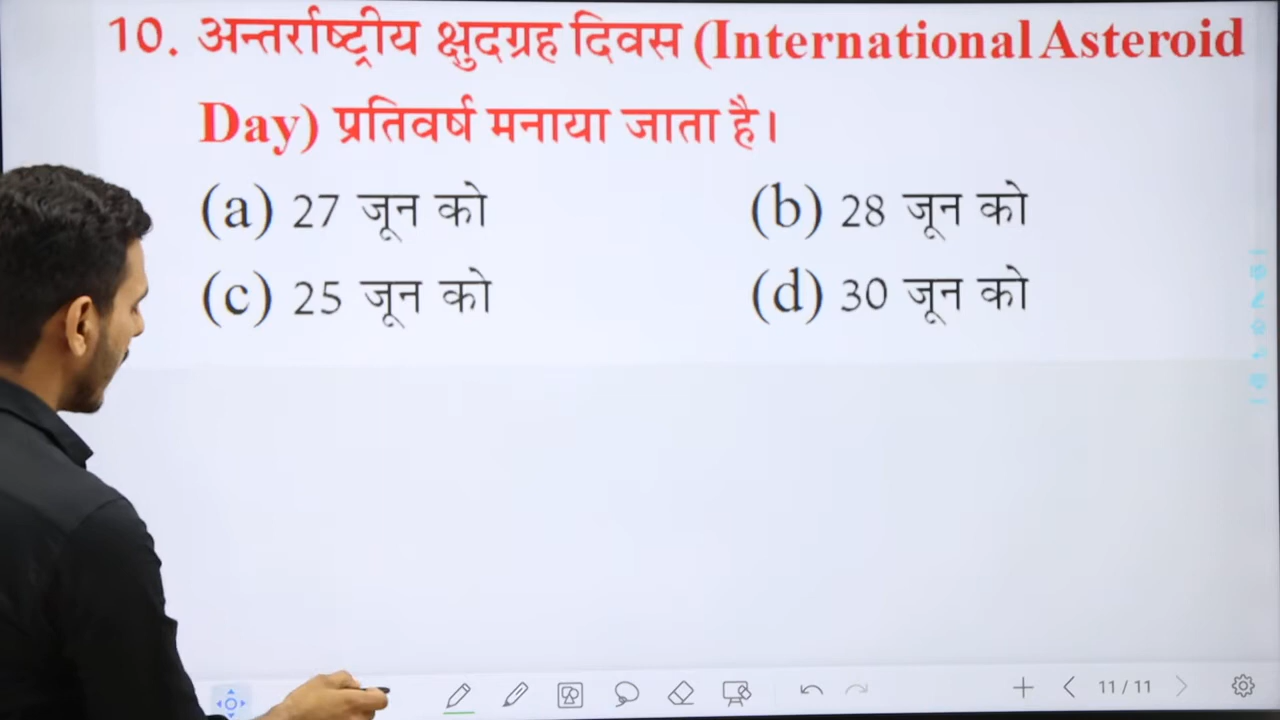 10. अन्तर्राष्ट्रीय क्षुदग्रह दिवस (International Asteroid
Day) प्रतिवर्ष मनाया जाता है।
(a) 27 जून को (b) 28 जून को
(c) 25 जून को (d) 30 जून को
11 / 11